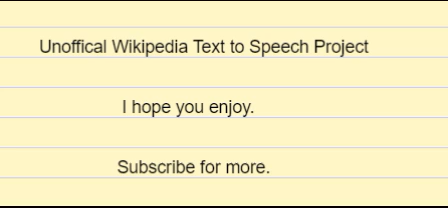 Unoffical Wikipedia Text to Speech Project
I hope you enjoy.
Subscribe for more.